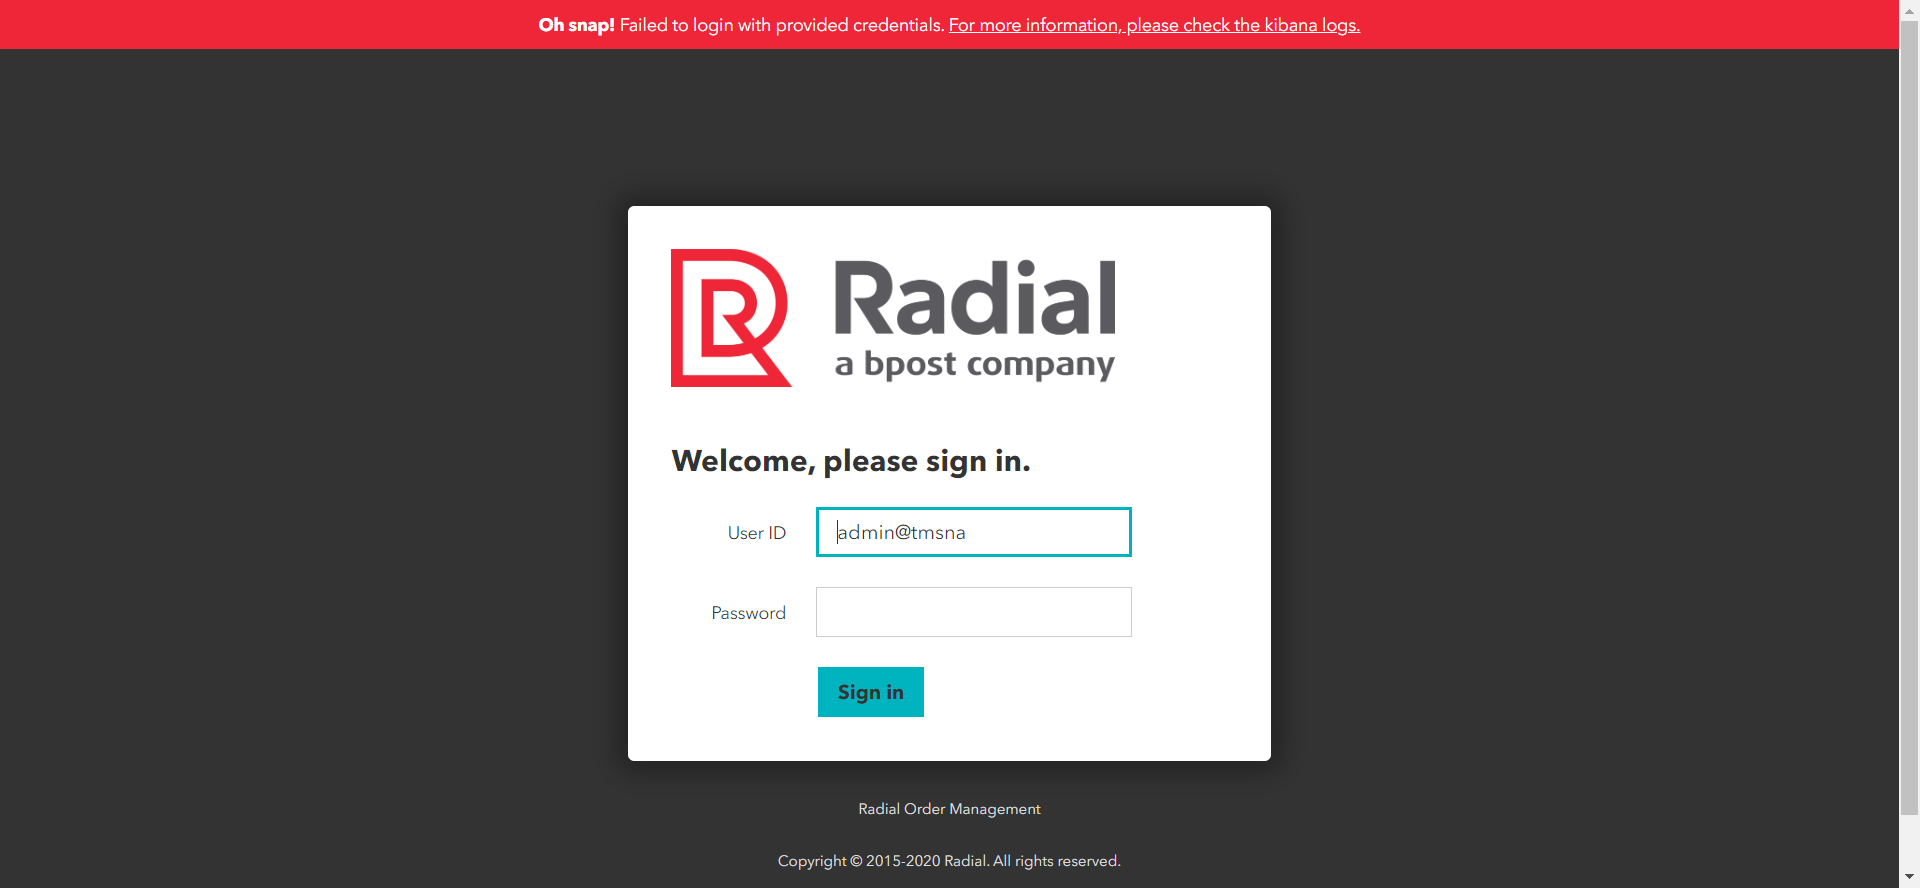 Oh snap! Failed to login with provided credentials. For more information, please check the kibana logs.
Radial
a bpost company
Welcome, please sign in.
User ID
admin@tmsna
Password
Sign in
Radial Order Management
Copyright © 2015-2020 Radial. All rights reserved.